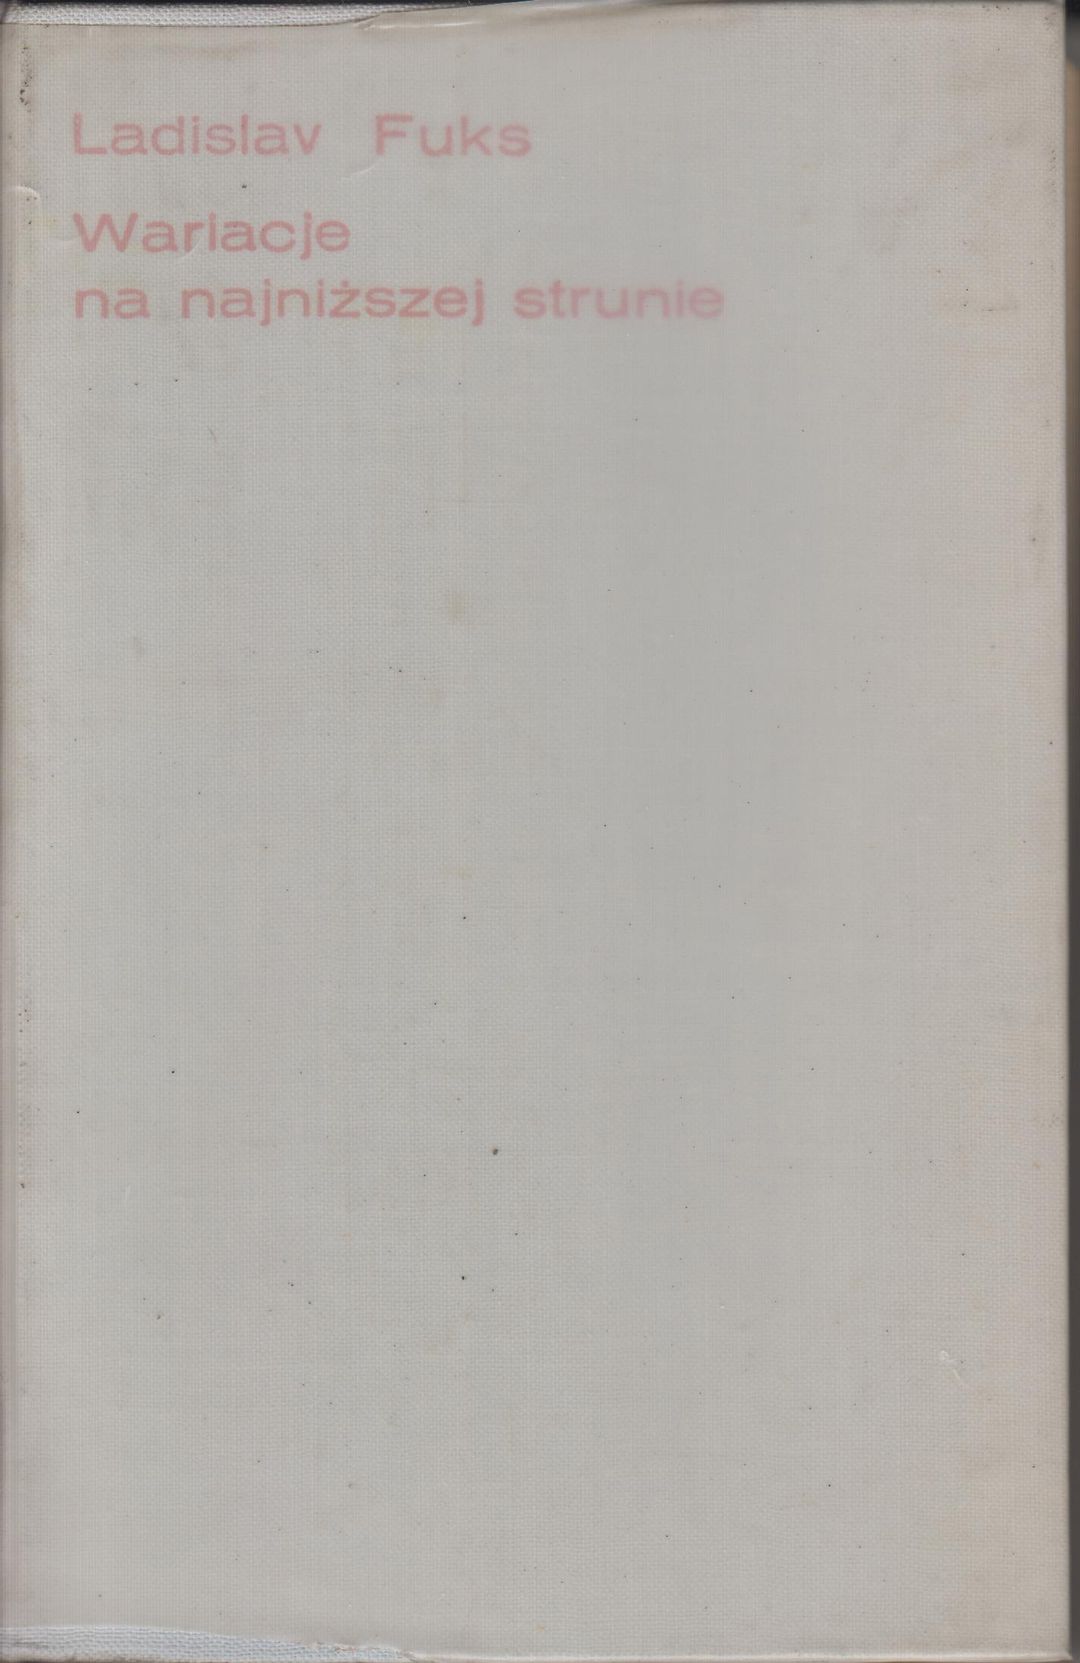 Ladislav Fuks
Wariacje
na najniższej strunie